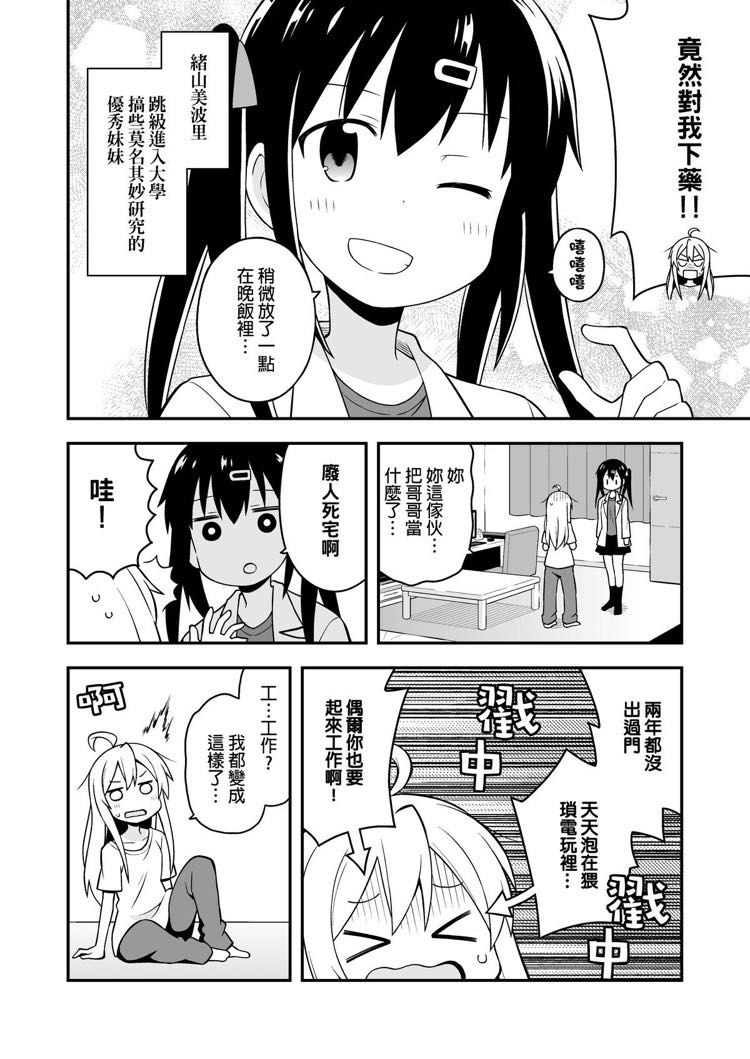 竟然對我下藥!!
嘻嘻嘻
稍微放了一點
在晚飯裡…
緒山美波里
跳級進入大學
搞些莫名其妙研究的
優秀妹妹
妳
妳這傢伙…
把哥哥當
什麼了…
廢人死宅啊
哇！
兩年都沒
出過門
天天泡在猥
瑣電玩裡…
戳中
戳中
偶爾你也要
起來工作啊！
工…工作?
我都變成
這樣了…
啊可